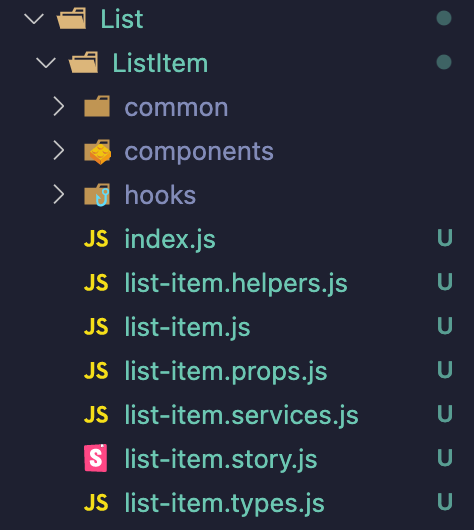 List
ListItem
common
components
hooks
JS index.js U
JS list-item.helpers.js U
JS list-item.js U
JS list-item.props.js U
JS list-item.services.js U
S list-item.story.js U
JS list-item.types.js U